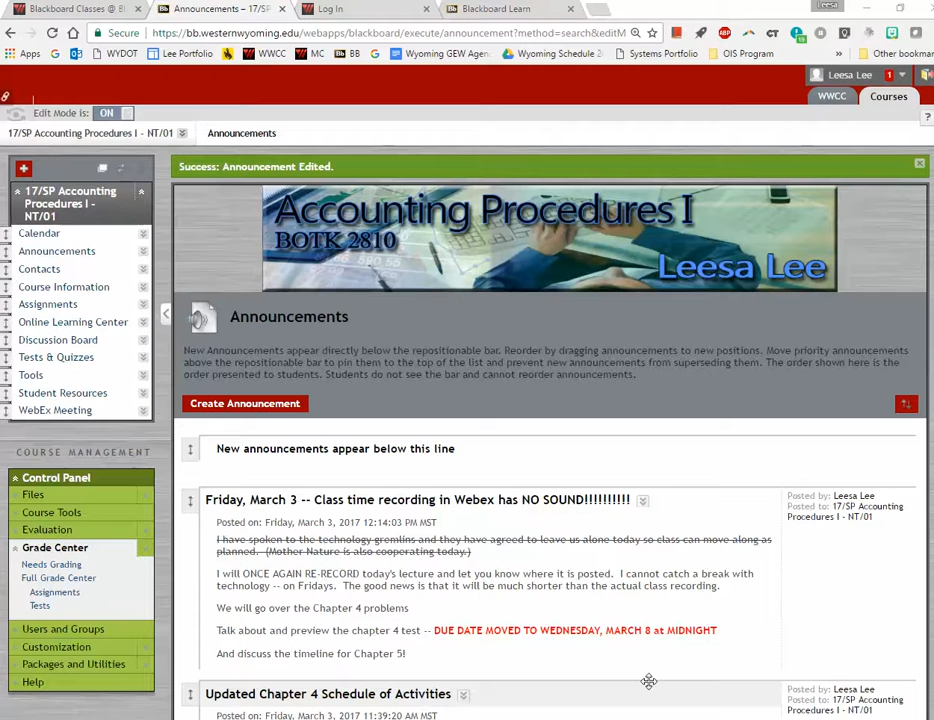 Blackboard Classes @ Bl
Announcements – 17/SP
Log In
Blackboard Learn
Leesa
Secure https://bb.westernwyoming.edu/webapps/blackboard/execute/announcement?method=search&editM
Apps WYDOT Lee Portfolio WWCC MC BB Wyoming GEW Agen Wyoming Schedule 2 Systems Portfolio OIS Program » Other bookmar
Leesa Lee 1
WWCC Courses
Edit Mode is: ON
?
17/SP Accounting Procedures I - NT/01 Announcements
Success: Announcement Edited.
17/SP Accounting
Procedures I -
NT/01
Calendar
Announcements
Contacts
Course Information
Assignments
Online Learning Center
Discussion Board
Tests & Quizzes
Tools
Student Resources
WebEx Meeting
COURSE MANAGEMENT
Control Panel
Files
Course Tools
Evaluation
Grade Center
Needs Grading
Full Grade Center
Assignments
Tests
Users and Groups
Customization
Packages and Utilities
Help
Accounting Procedures I
BOTK 2810
Leesa Lee
Announcements
New Announcements appear directly below the repositionable bar. Reorder by dragging announcements to new positions. Move priority announcements
above the repositionable bar to pin them to the top of the list and prevent new announcements from superseding them. The order shown here is the
order presented to students. Students do not see the bar and cannot reorder announcements.
Create Announcement
New announcements appear below this line
Friday, March 3 -- Class time recording in Webex has NO SOUND!!!!!!!!!!
Posted on: Friday, March 3, 2017 12:14:03 PM MST
I have spoken to the technology gremlins and they have agreed to leave us alone today so class can move along as
planned. (Mother Nature is also cooperating today.)
I will ONCE AGAIN RE-RECORD today's lecture and let you know where it is posted. I cannot catch a break with
technology -- on Fridays. The good news is that it will be much shorter than the actual class recording.
We will go over the Chapter 4 problems
Talk about and preview the chapter 4 test -- DUE DATE MOVED TO WEDNESDAY, MARCH 8 at MIDNIGHT
And discuss the timeline for Chapter 5!
Posted by: Leesa Lee
Posted to: 17/SP Accounting
Procedures I - NT/01
Updated Chapter 4 Schedule of Activities
Posted on: Friday, March 3, 2017 11:39:20 AM MST
Posted by: Leesa Lee
Posted to: 17/SP Accounting
Procedures I - NT/01